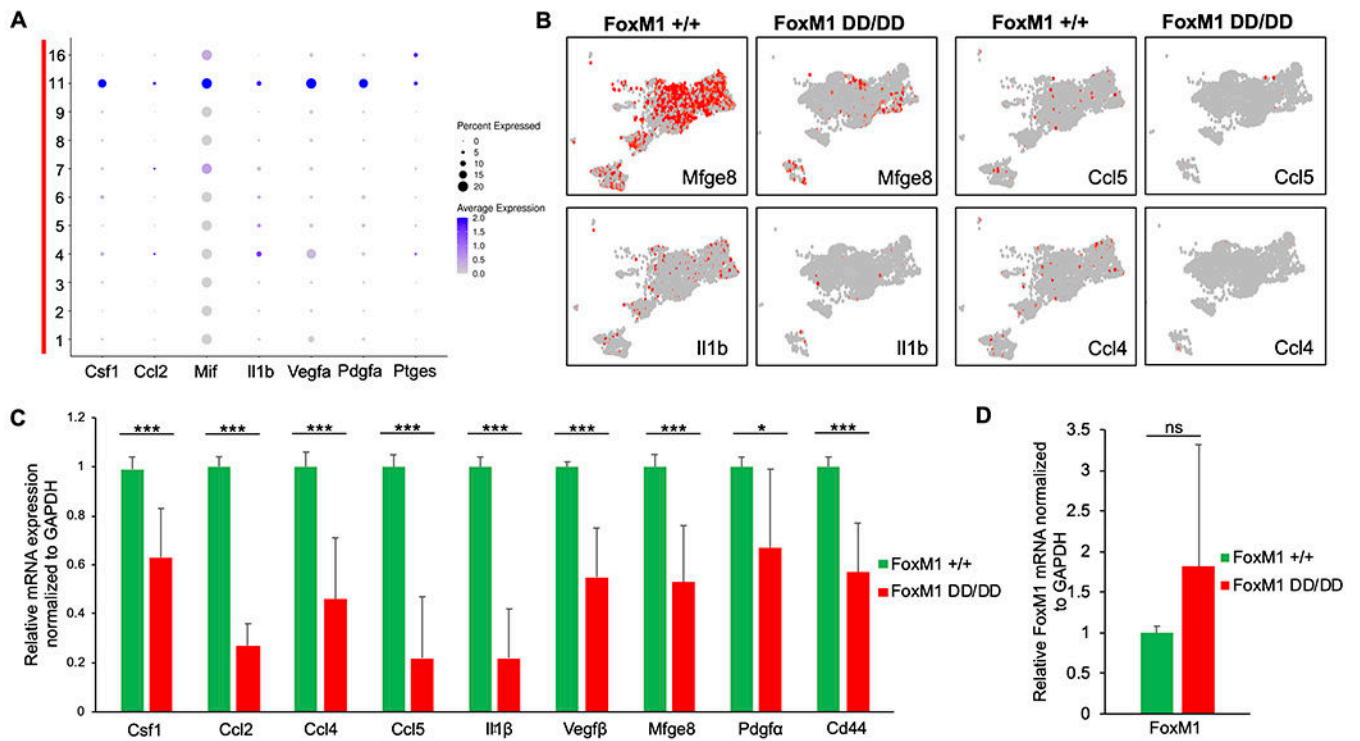 A
16
11
9
8
7
6
5
4
3
2
1
Csf1 Ccl2 Mif Il1b Vegfa Pdgfa Ptges
Percent Expressed
0
5
10
15
20
Average Expression
2.0
1.5
1.0
0.5
0.0
B
FoxM1 +/+ FoxM1 DD/DD FoxM1 +/+ FoxM1 DD/DD
Mfge8 Mfge8 Ccl5 Ccl5
Il1b Il1b Ccl4 Ccl4
C
Relative mRNA expression
normalized to GAPDH
1.2
1
0.8
0.6
0.4
0.2
0
*** *** *** *** *** *** *** * ***
Csf1 Ccl2 Ccl4 Ccl5 Il1β Vegfβ Mfge8 Pdgfα Cd44
FoxM1 +/+
FoxM1 DD/DD
D
Relative FoxM1 mRNA normalized
to GAPDH
3.5
3
2.5
2
1.5
1
0.5
0
ns
FoxM1
FoxM1 +/+
FoxM1 DD/DD